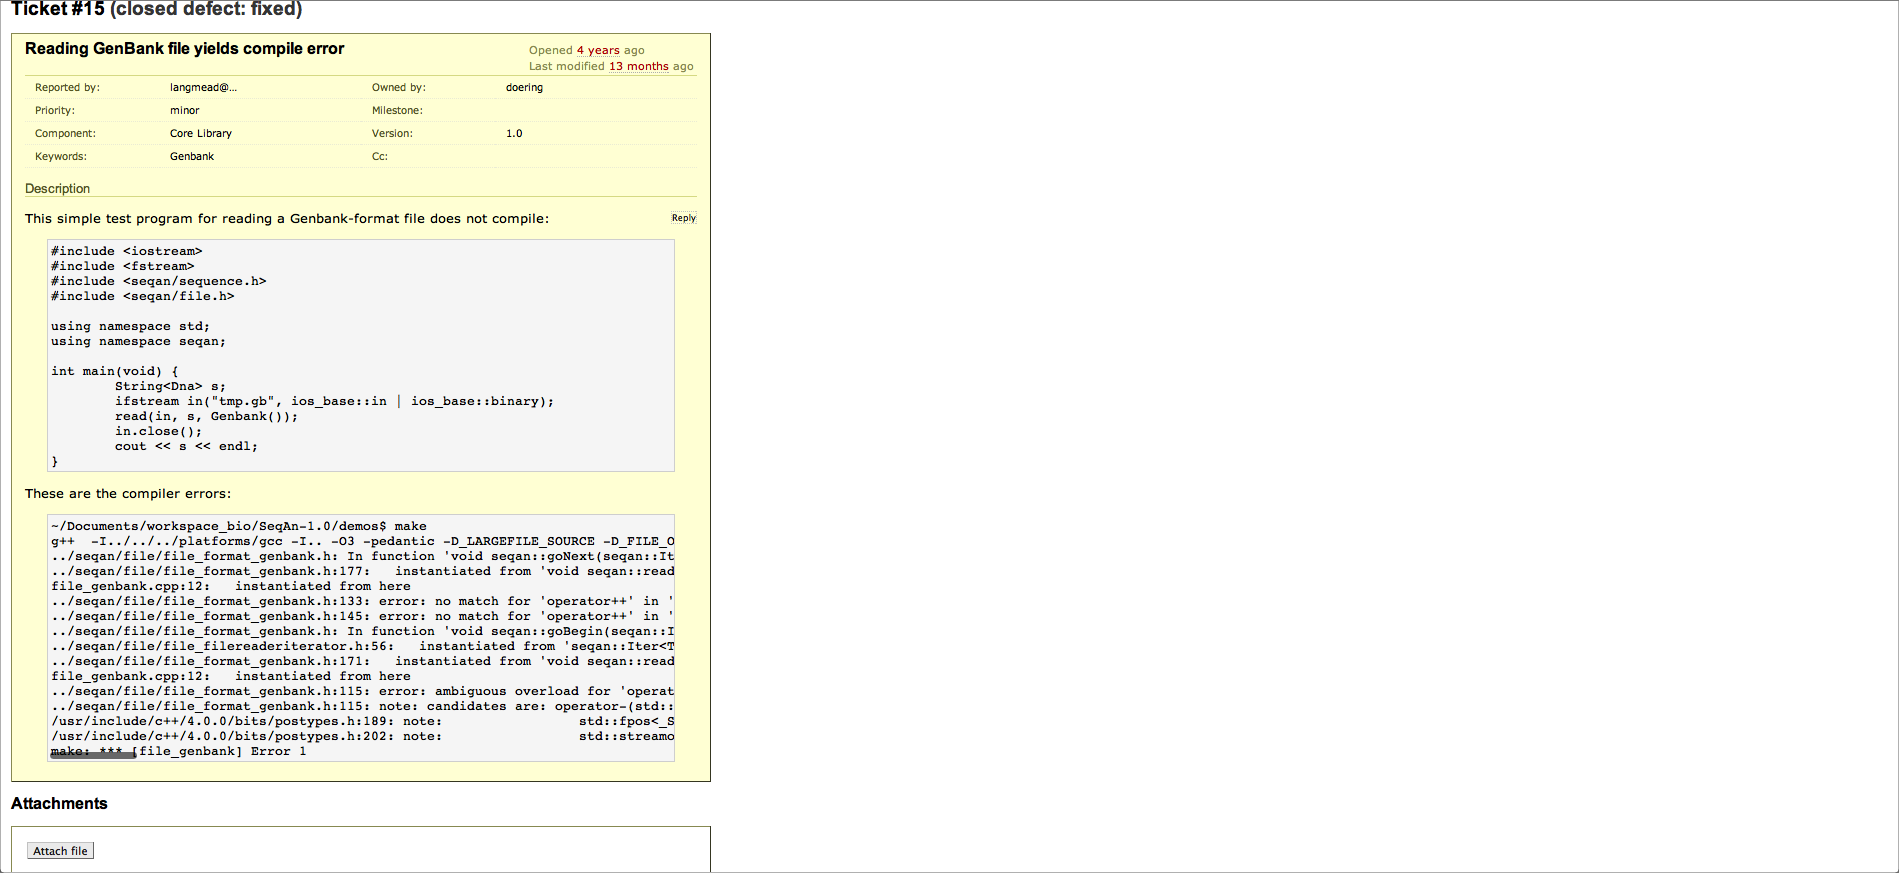 Ticket #15 (closed defect: fixed)
Reading GenBank file yields compile error
Opened 4 years ago
Last modified 13 months ago
Reported by: langmead@... Owned by: doering
Priority: minor Milestone:
Component: Core Library Version: 1.0
Keywords: Genbank Cc:
Description
This simple test program for reading a Genbank-format file does not compile: Reply
#include <iostream>
#include <fstream>
#include <seqan/sequence.h>
#include <seqan/file.h>
using namespace std;
using namespace seqan;
int main(void) {
String<Dna> s;
ifstream in("tmp.gb", ios_base::in | ios_base::binary);
read(in, s, Genbank());
in.close();
cout << s << endl;
}
These are the compiler errors:
~/Documents/workspace_bio/SeqAn-1.0/demos$ make
g++ -I../../../platforms/gcc -I.. -O3 -pedantic -D_LARGEFILE_SOURCE -D_FILE_O
../seqan/file/file_format_genbank.h: In function 'void seqan::goNext(seqan::It
../seqan/file/file_format_genbank.h:177: instantiated from 'void seqan::read
file_genbank.cpp:12: instantiated from here
../seqan/file/file_format_genbank.h:133: error: no match for 'operator++' in '
../seqan/file/file_format_genbank.h:145: error: no match for 'operator++' in '
../seqan/file/file_format_genbank.h: In function 'void seqan::goBegin(seqan::I
../seqan/file/file_filereaderiterator.h:56: instantiated from 'seqan::Iter<T
../seqan/file/file_format_genbank.h:171: instantiated from 'void seqan::read
file_genbank.cpp:12: instantiated from here
../seqan/file/file_format_genbank.h:115: error: ambiguous overload for 'operat
../seqan/file/file_format_genbank.h:115: note: candidates are: operator-(std::
/usr/include/c++/4.0.0/bits/postypes.h:189: note: std::fpos<_S
/usr/include/c++/4.0.0/bits/postypes.h:202: note: std::streamo
make: *** [file_genbank] Error 1
Attachments
Attach file